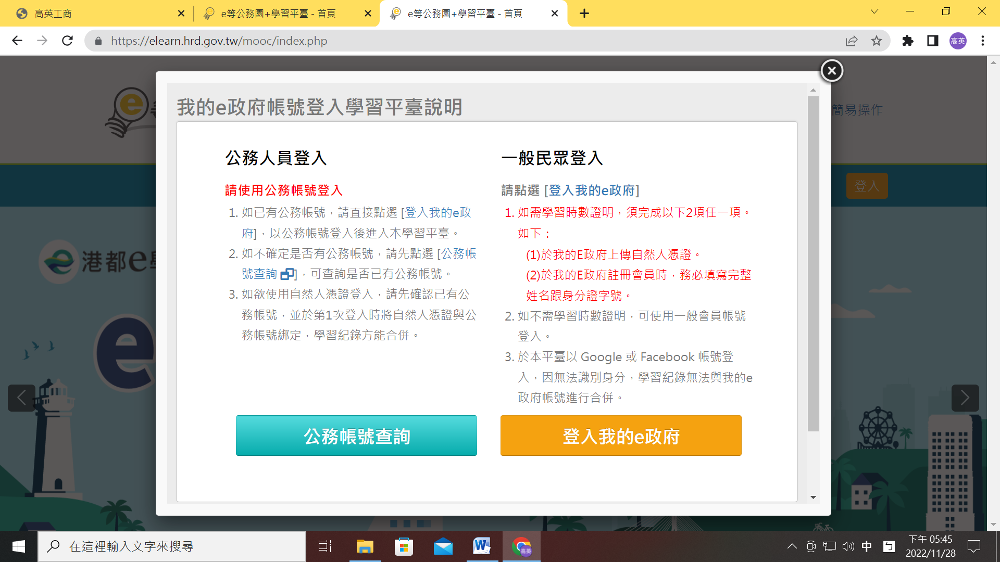 高英工商
e等公務園+學習平臺 - 首頁
e等公務園+學習平臺 - 首頁
https://elearn.hrd.gov.tw/mooc/index.php
高英
簡易操作
登入
港都e學
e
我的e政府帳號登入學習平臺說明
公務人員登入
請使用公務帳號登入
1. 如已有公務帳號，請直接點選 [登入我的e政
府]，以公務帳號登入後進入本學習平臺。
2. 如不確定是否有公務帳號，請先點選 [公務帳
號查詢 ]，可查詢是否已有公務帳號。
3. 如欲使用自然人憑證登入，請先確認已有公
務帳號，並於第1次登入時將自然人憑證與公
務帳號綁定，學習紀錄方能合併。
公務帳號查詢
一般民眾登入
請點選 [登入我的e政府]
1. 如需學習時數證明，須完成以下2項任一項。
如下：
(1)於我的E政府上傳自然人憑證。
(2)於我的E政府註冊會員時，務必填寫完整
姓名跟身分證字號。
2. 如不需學習時數證明，可使用一般會員帳號
登入。
3. 於本平臺以 Google 或 Facebook 帳號登
入，因無法識別身分，學習紀錄無法與我的e
政府帳號進行合併。
登入我的e政府
在這裡輸入文字來搜尋
中
ㄅ
下午 05:45
2022/11/28